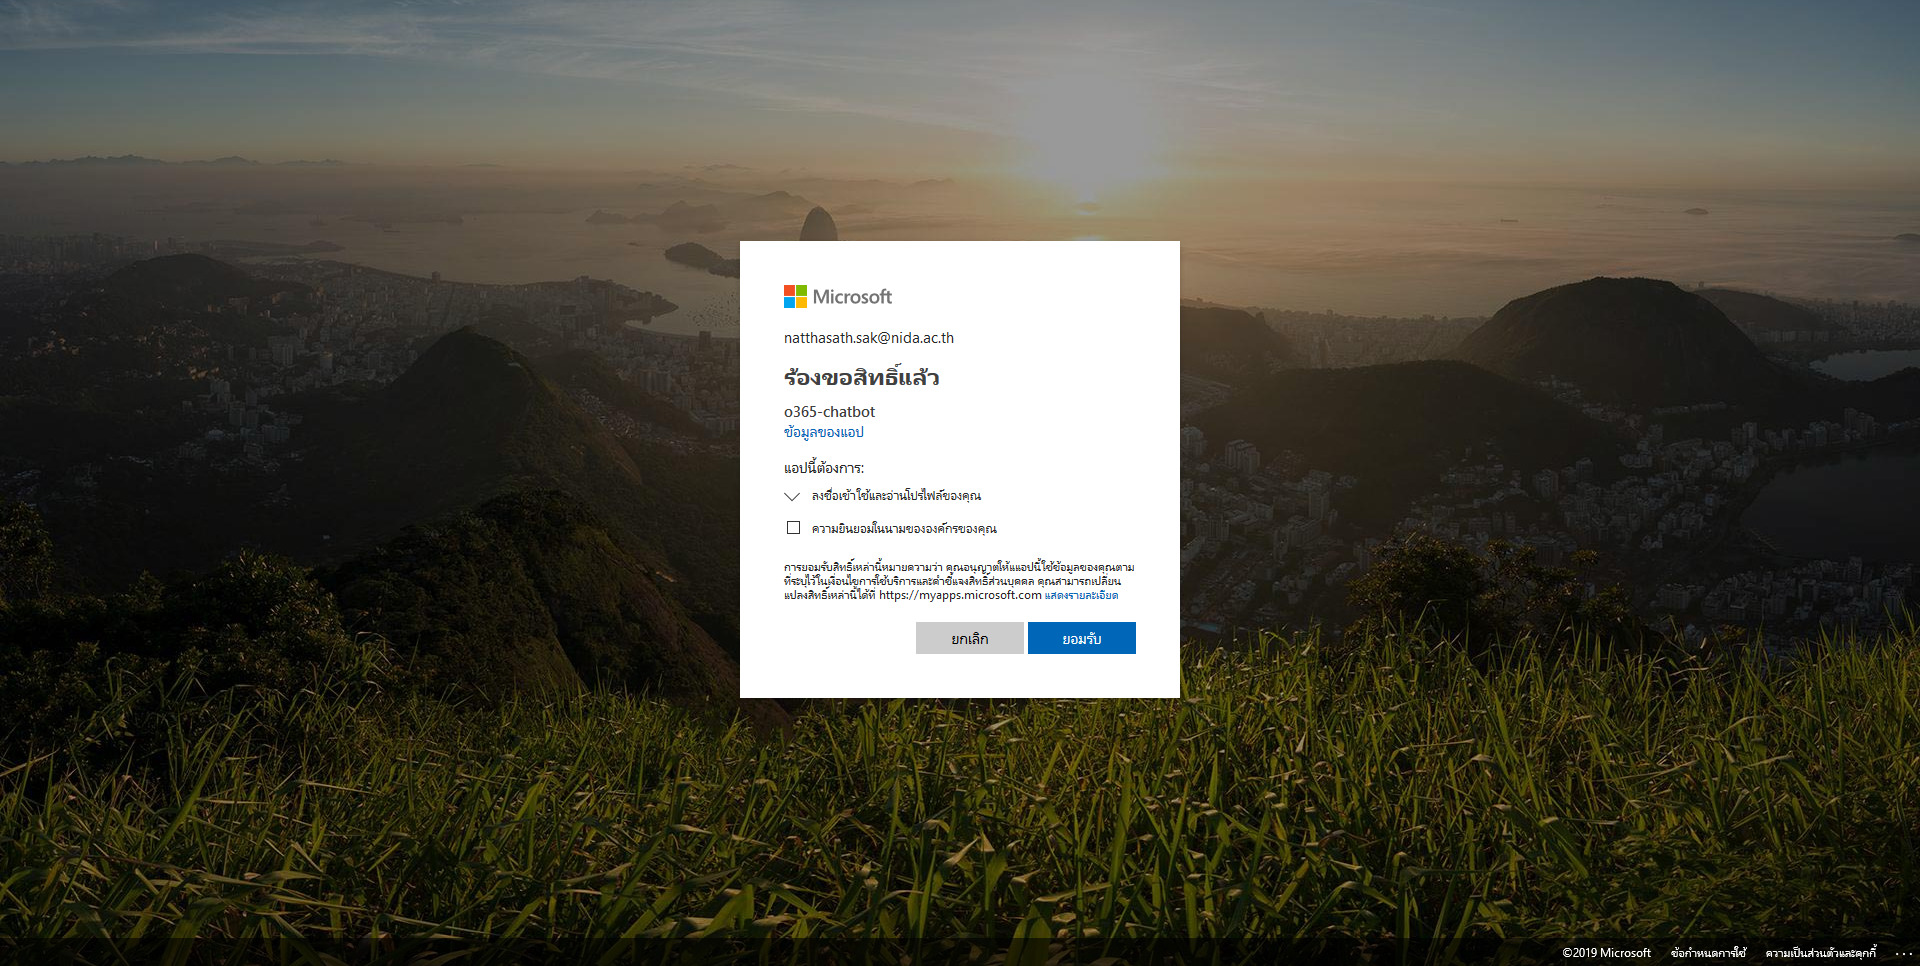 Microsoft
natthasath.sak@nida.ac.th
ร้องขอสิทธิ์แล้ว
o365-chatbot
ข้อมูลของแอป
แอปนี้ต้องการ:
ลงชื่อเข้าใช้และอ่านโปรไฟล์ของคุณ
ความยินยอมในนามขององค์กรของคุณ
การยอมรับสิทธิ์เหล่านี้หมายความว่า คุณอนุญาตให้แแอปนี้ใช้ข้อมูลของคุณตาม
ที่ระบุไว้ในเงื่อนไขการใช้บริการและคำชี้แจงสิทธิ์ส่วนบุคคล คุณสามารถเปลี่ยน
แปลงสิทธิ์เหล่านี้ได้ที่ https://myapps.microsoft.com แสดงรายละเอียด
ยกเลิก ยอมรับ
©2019 Microsoft ข้อกำหนดการใช้ ความเป็นส่วนตัวและคุกกี้ ...